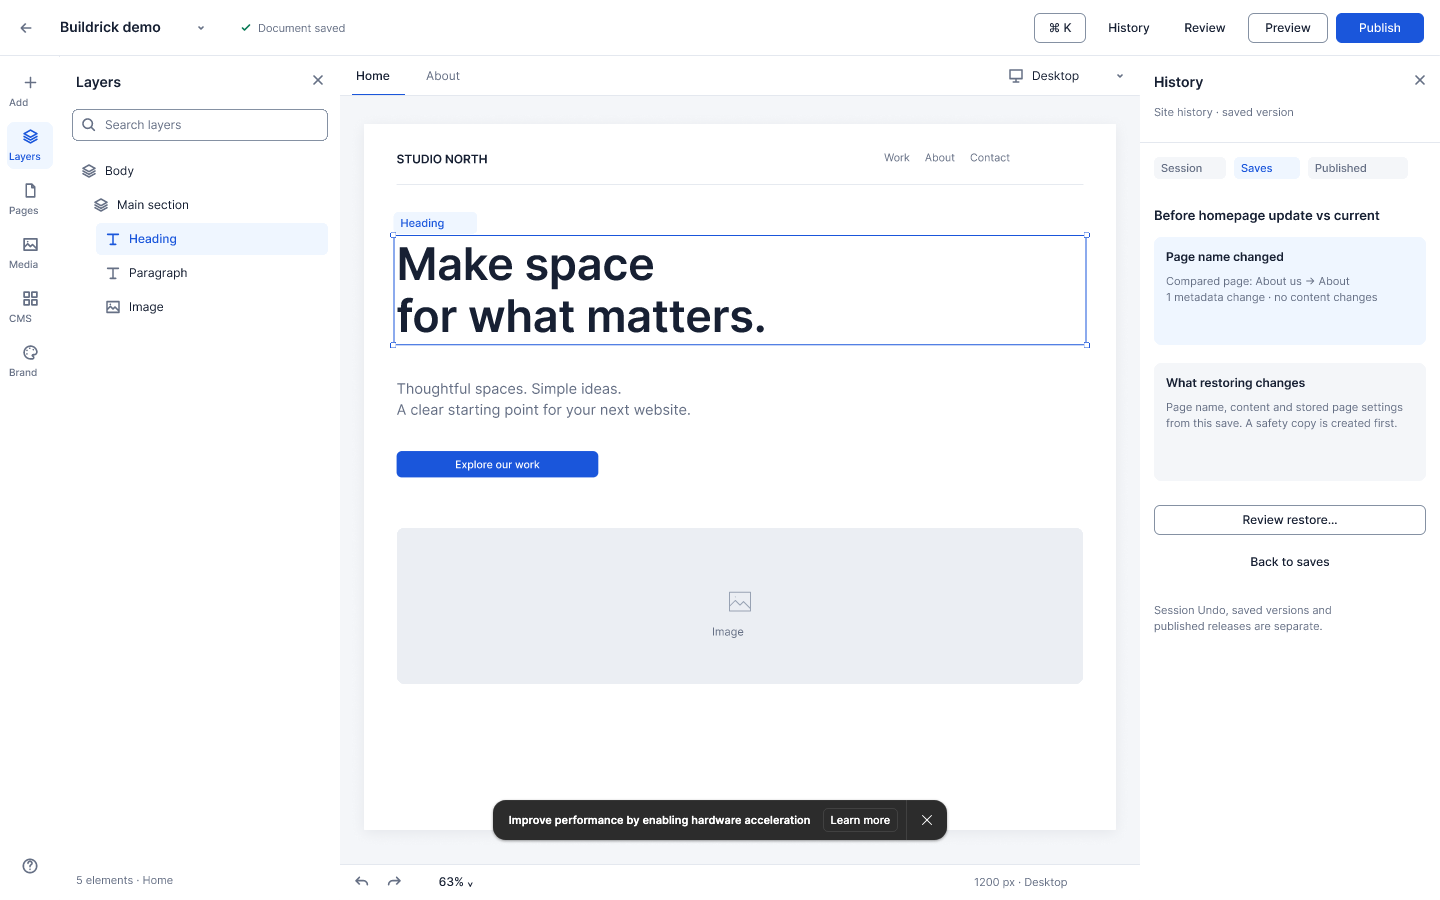 Buildrick demo
Document saved
⌘ K
History
Review
Preview
Publish
Add
Layers
Pages
Media
CMS
Brand
Layers
Search layers
Body
Main section
Heading
Paragraph
Image
5 elements · Home
Home
About
Desktop
STUDIO NORTH
Work
About
Contact
Heading
Make space
for what matters.
Thoughtful spaces. Simple ideas.
A clear starting point for your next website.
Explore our work
Image
Improve performance by enabling hardware acceleration
Learn more
63%
1200 px · Desktop
History
Site history · saved version
Session
Saves
Published
Before homepage update vs current
Page name changed
Compared page: About us → About
1 metadata change · no content changes
What restoring changes
Page name, content and stored page settings
from this save. A safety copy is created first.
Review restore...
Back to saves
Session Undo, saved versions and
published releases are separate.